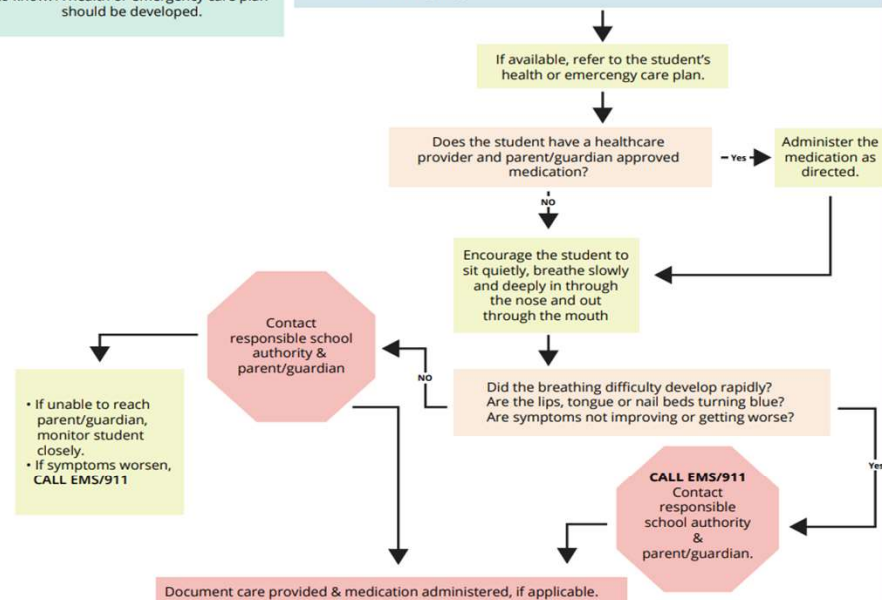 should be developed.
If available, refer to the student's
health or emercengy care plan.
Does the student have a healthcare
provider and parent/guardian approved
medication?
Yes
Administer the
medication as
directed.
NO
Encourage the student to
sit quietly, breathe slowly
and deeply in through
the nose and out
through the mouth
Contact
responsible school
authority &
parent/guardian
NO
Did the breathing difficulty develop rapidly?
Are the lips, tongue or nail beds turning blue?
Are symptoms not improving or getting worse?
Yes
• If unable to reach
parent/guardian,
monitor student
closely.
• If symptoms worsen,
CALL EMS/911
CALL EMS/911
Contact
responsible
school authority
&
parent/guardian.
Document care provided & medication administered, if applicable.